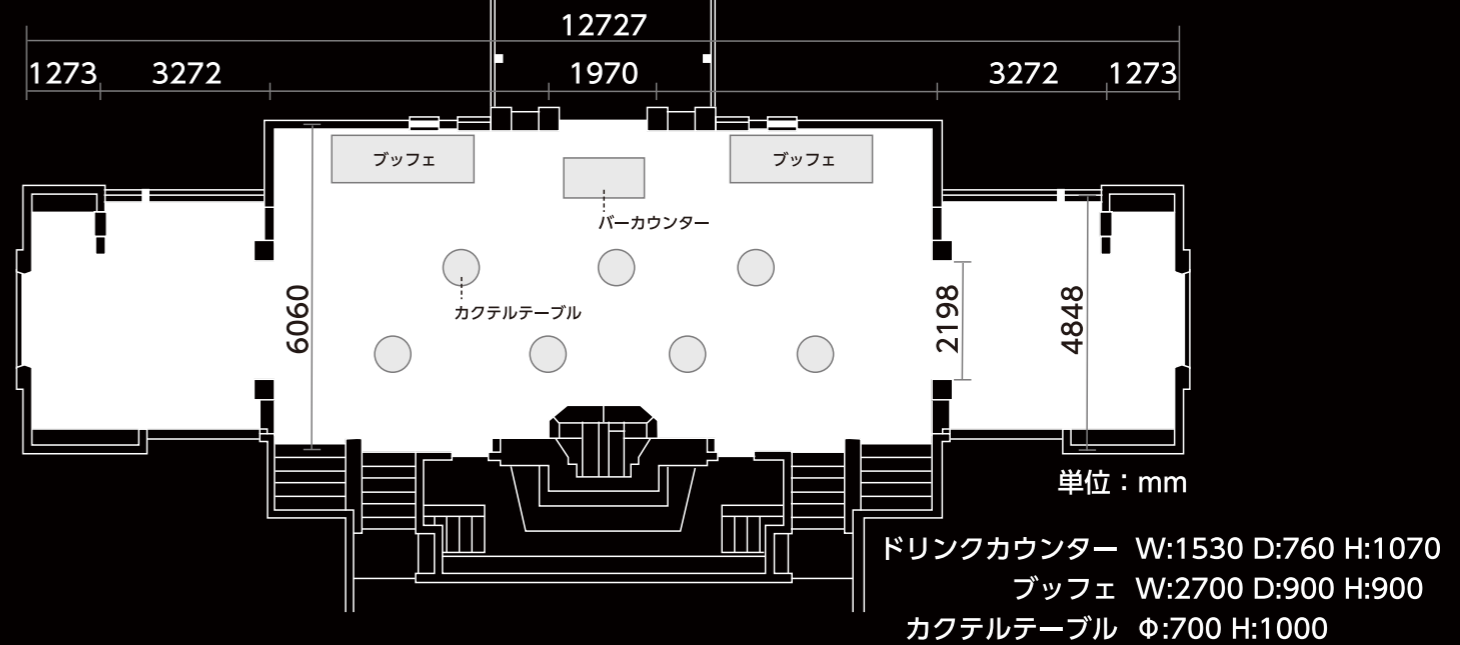 12727
1273 3272 1970 3272 1273
ブッフェ ブッフェ
バーカウンター
カクテルテーブル
6060 2198 4848
単位：mm
ドリンクカウンター W:1530 D:760 H:1070
ブッフェ W:2700 D:900 H:900
カクテルテーブル Φ:700 H:1000